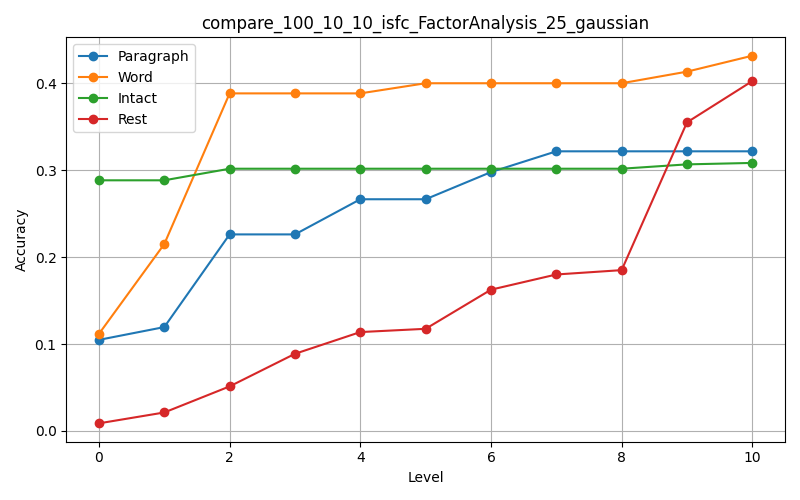 compare_100_10_10_isfc_FactorAnalysis_25_gaussian
Paragraph
Word
Intact
Rest
Accuracy
0.4
0.3
0.2
0.1
0.0
0 2 4 6 8 10
Level